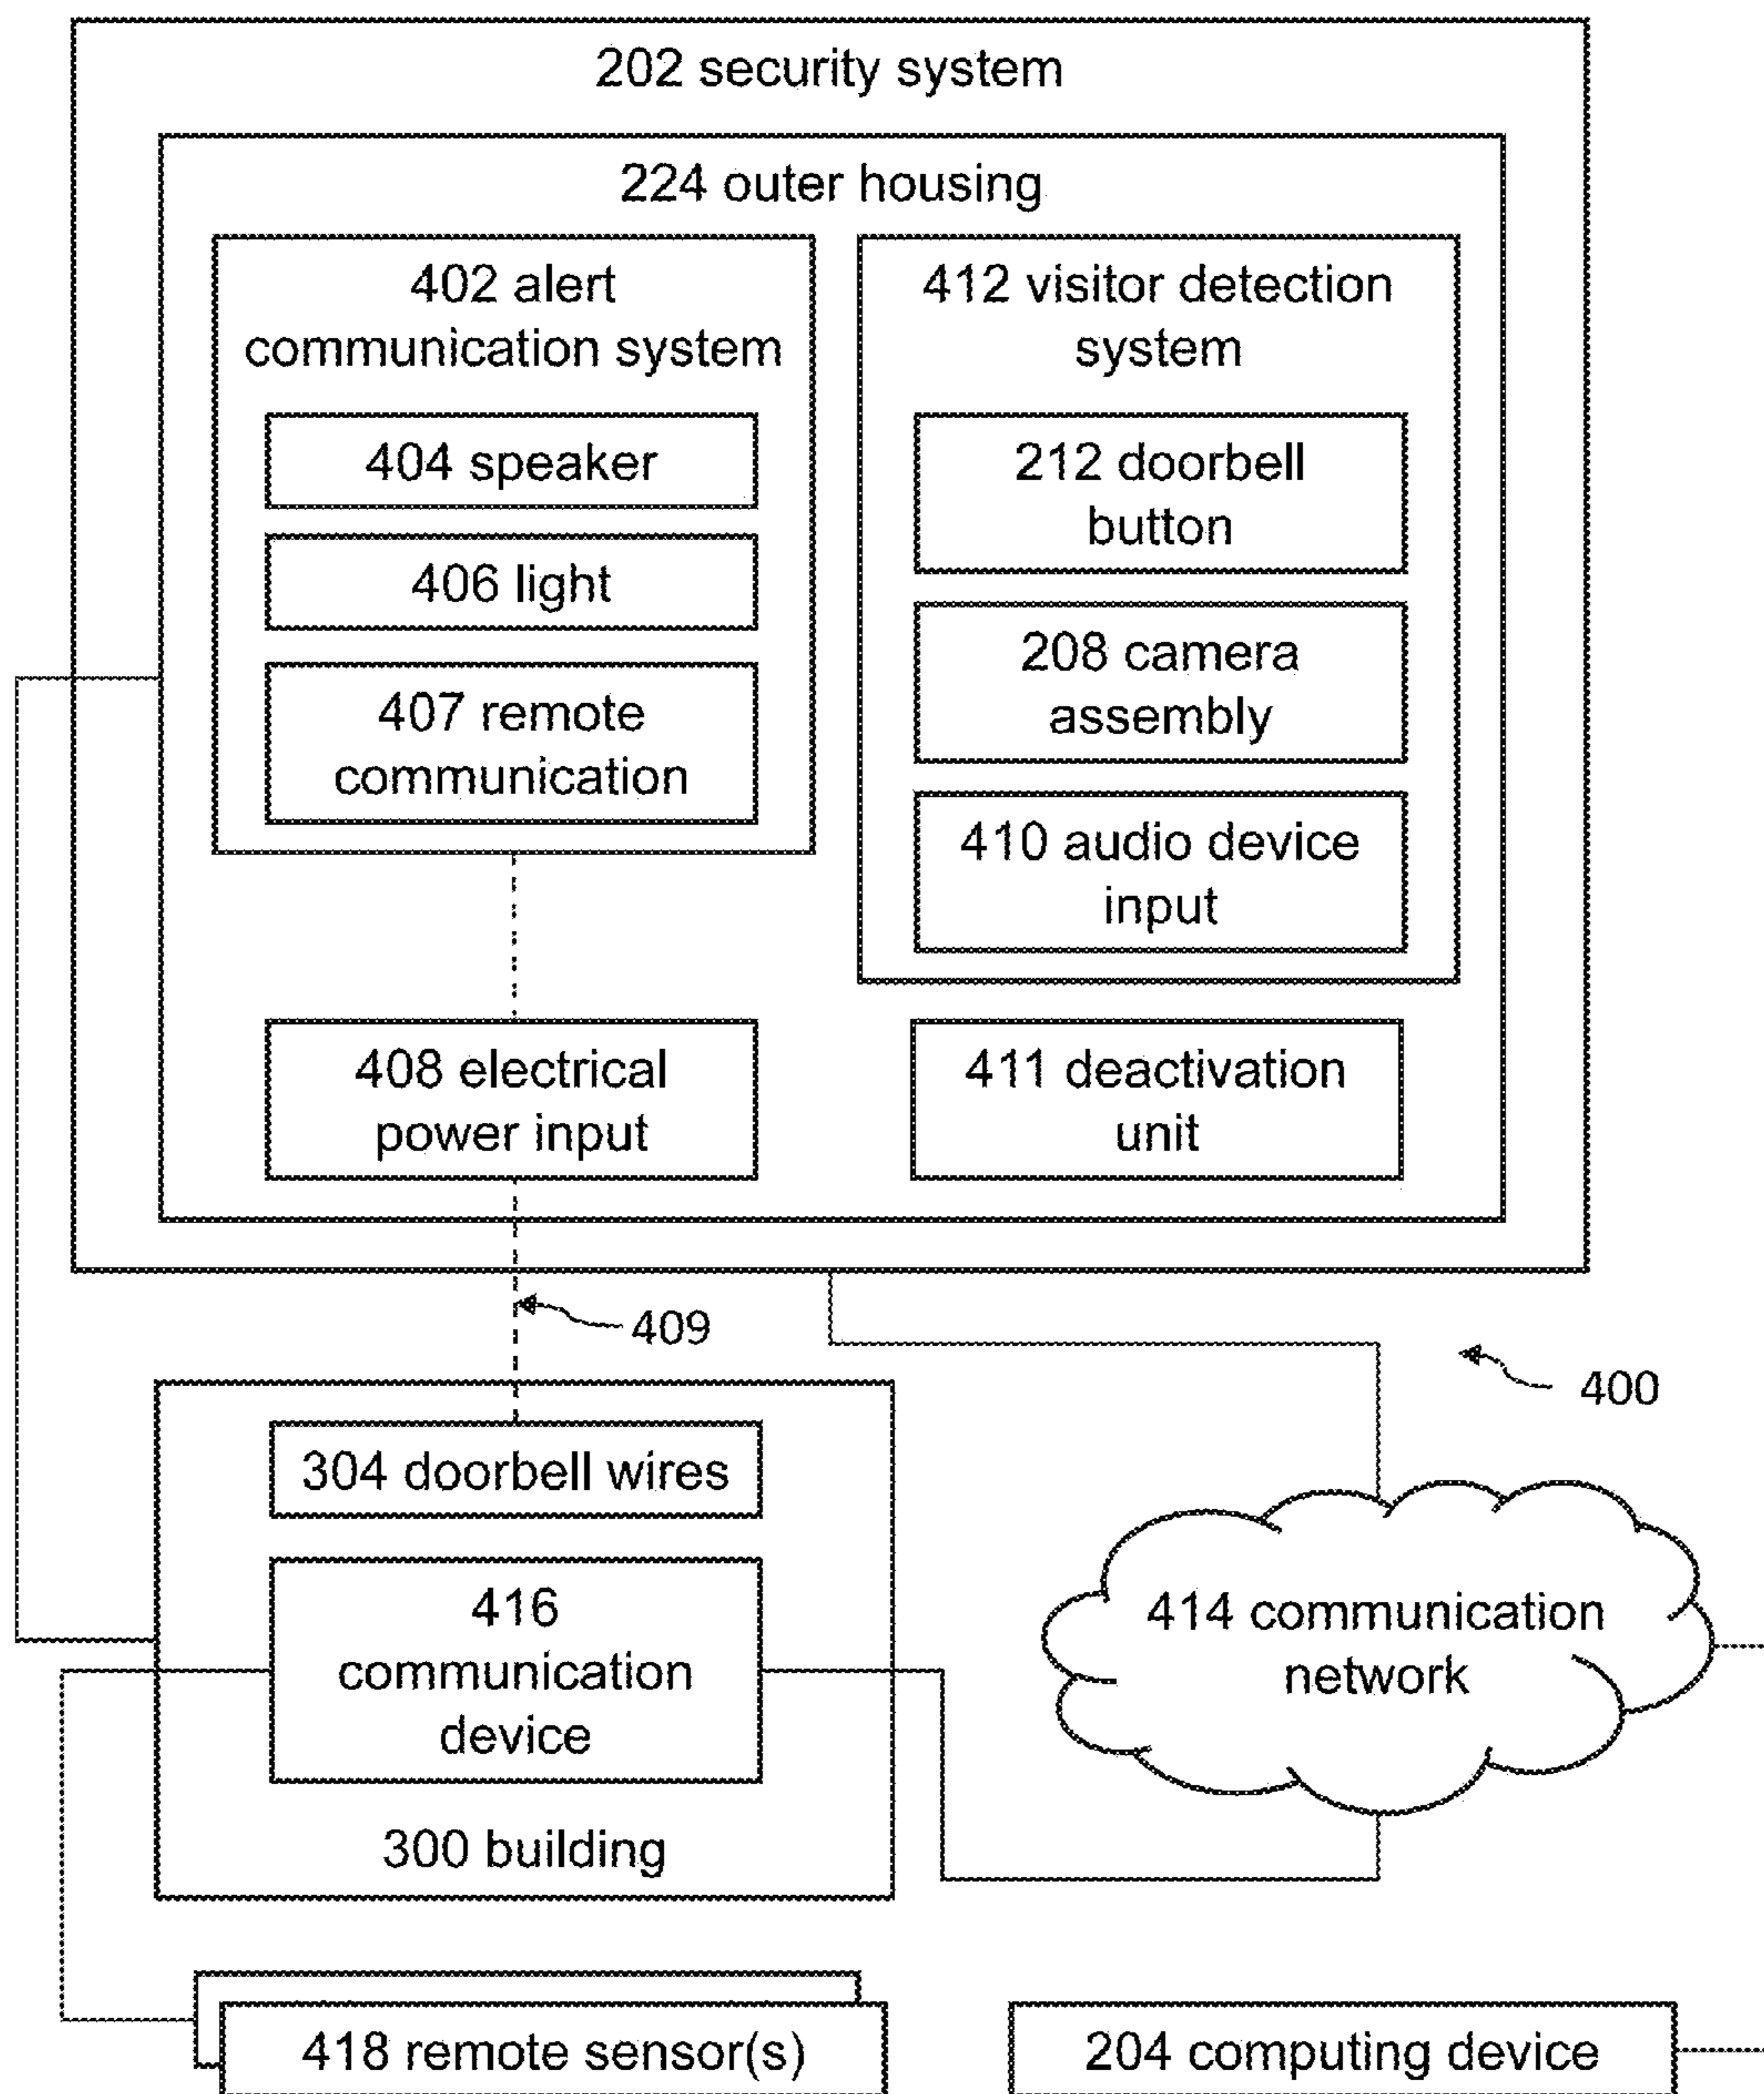 202 security system
224 outer housing
402 alert
communication system
404 speaker
406 light
407 remote
communication
412 visitor detection
system
212 doorbell
button
208 camera
assembly
410 audio device
input
408 electrical
power input
411 deactivation
unit
409
400
304 doorbell wires
416
communication
device
300 building
414 communication
network
418 remote sensor(s)
204 computing device